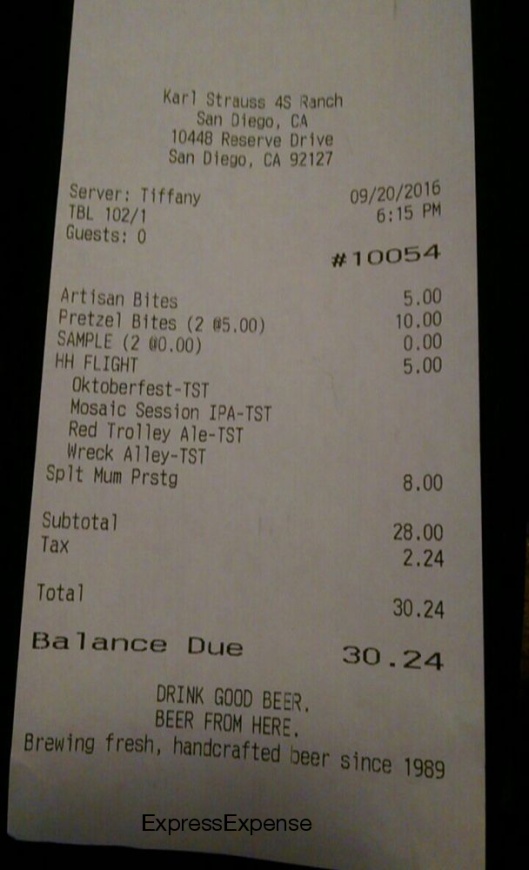 Karl Strauss 4S Ranch
San Diego, CA
10448 Reserve Drive
San Diego, CA 92127
Server: Tiffany 09/20/2016
TBL 102/1 6:15 PM
Guests: 0
#10054
Artisan Bites 5.00
Pretzel Bites (2 @5.00) 10.00
SAMPLE (2 @0.00) 0.00
HH FLIGHT 5.00
Oktoberfest-TST
Mosaic Session IPA-TST
Red Trolley Ale-TST
Wreck Alley-TST
Splt Mum Prstg 8.00
Subtotal 28.00
Tax 2.24
Total 30.24
Balance Due 30.24
DRINK GOOD BEER.
BEER FROM HERE.
Brewing fresh, handcrafted beer since 1989
ExpressExpense